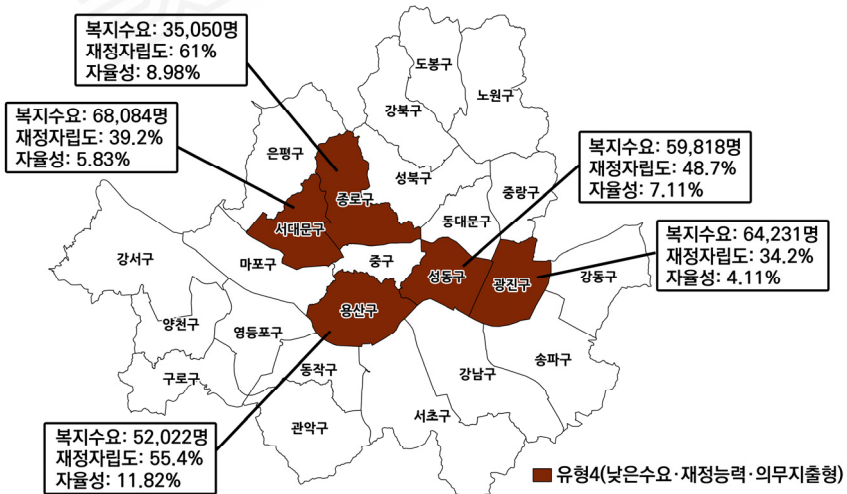 복지수요: 35,050명
재정자립도: 61%
자율성: 8.98%
복지수요: 68,084명
재정자립도: 39.2%
자율성: 5.83%
복지수요: 59,818명
재정자립도: 48.7%
자율성: 7.11%
복지수요: 64,231명
재정자립도: 34.2%
자율성: 4.11%
복지수요: 52,022명
재정자립도: 55.4%
자율성: 11.82%
도봉구
노원구
강북구
은평구
성북구
중랑구
종로구
동대문구
서대문구
강서구
마포구
중구
성동구
광진구
강동구
용산구
양천구
영등포구
송파구
동작구
강남구
구로구
서초구
관악구
유형4(낮은수요·재정능력·의무지출형)